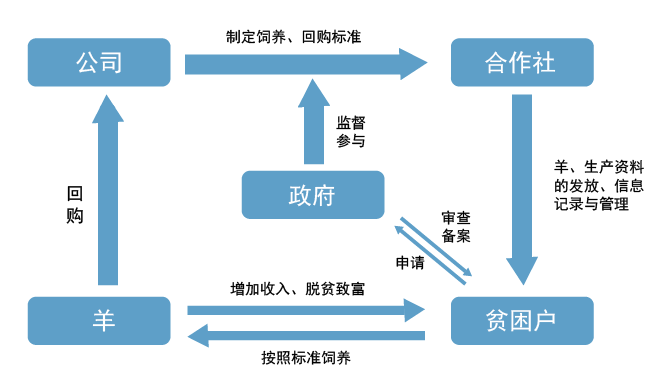 制定饲养、回购标准
公司
合作社
监督
参与
羊、生产资料
的发放、信息
记录与管理
回
购
政府
审查
备案
申请
增加收入、脱贫致富
羊
贫困户
按照标准饲养